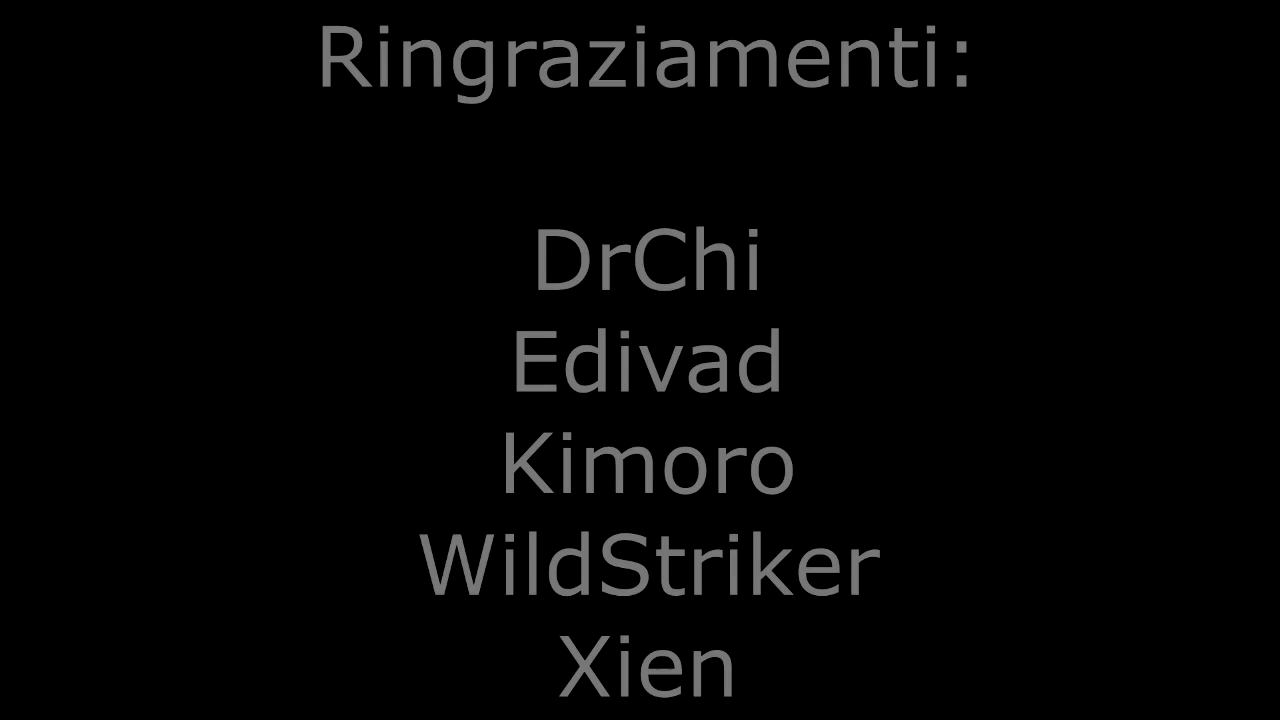 Ringraziamenti:
DrChi
Edivad
Kimoro
WildStriker
Xien